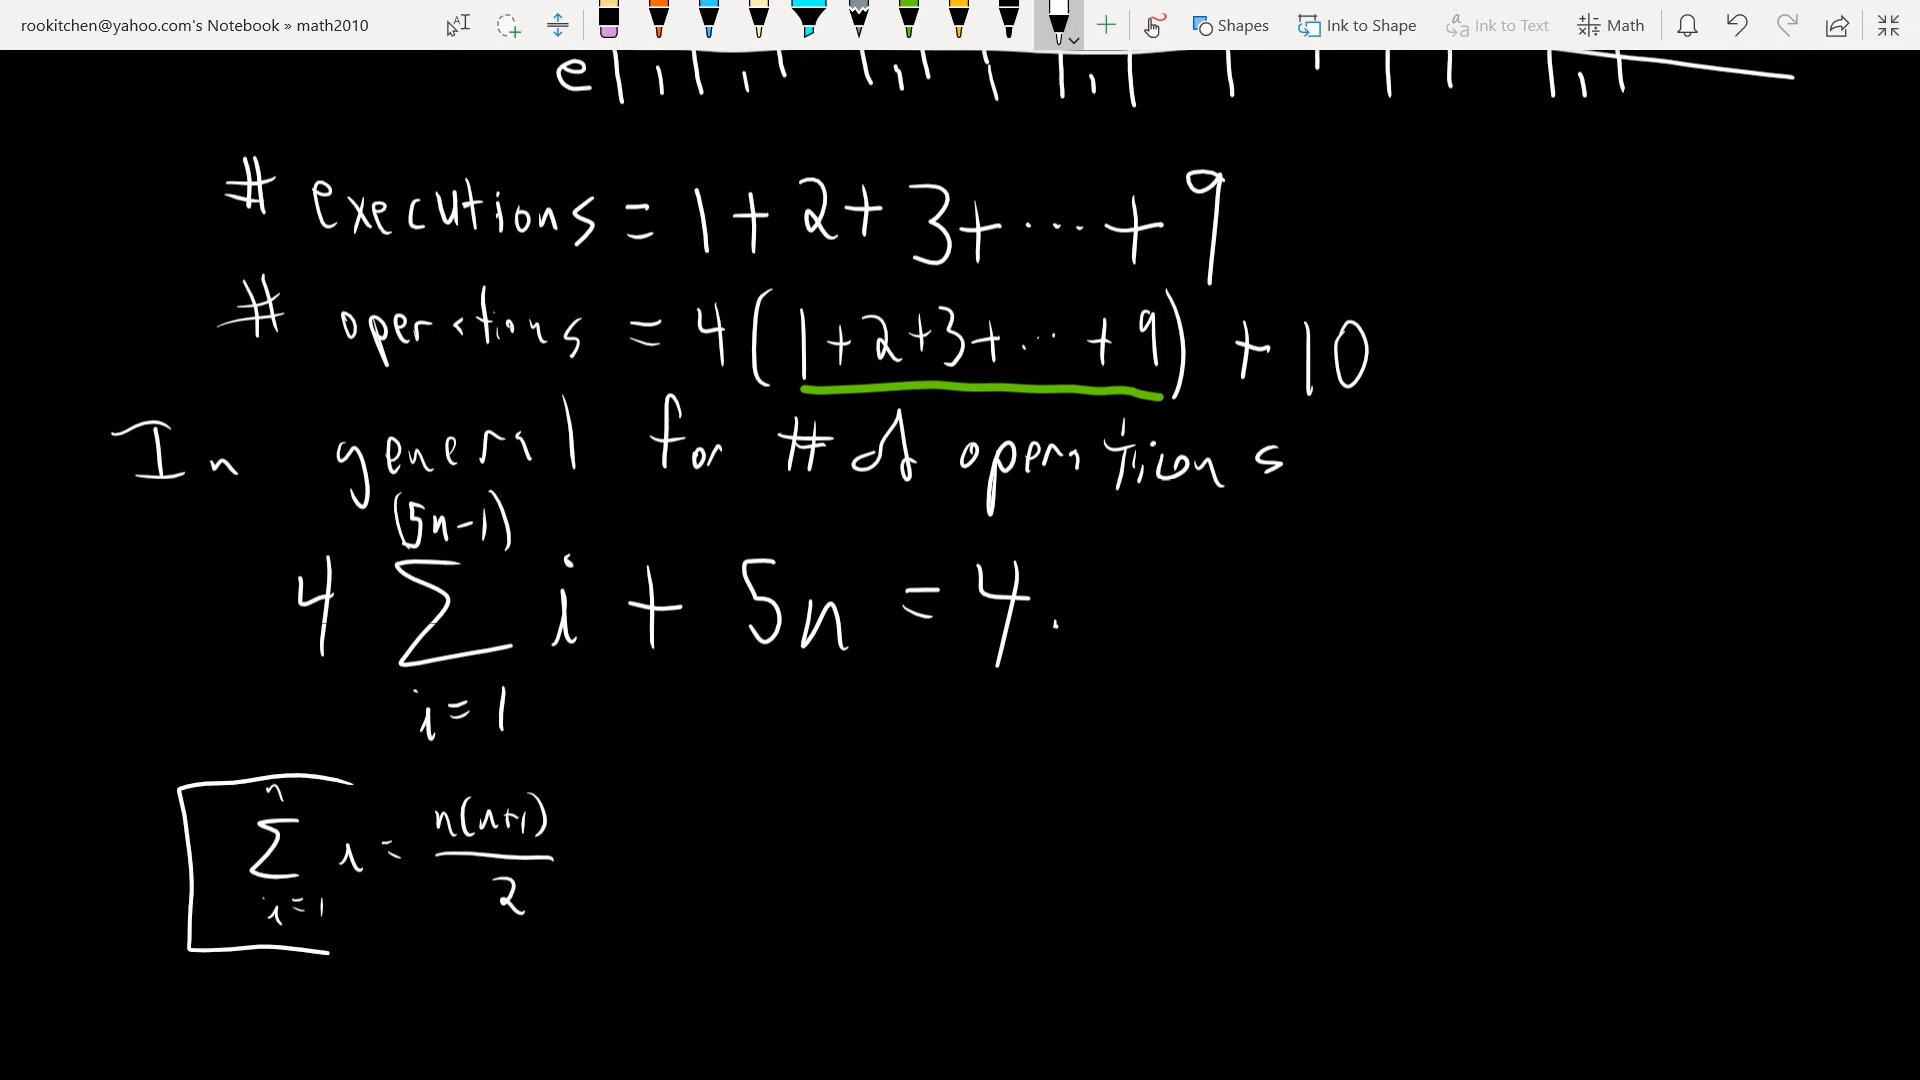 rookitchen@yahoo.com's Notebook » math2010
Shapes Ink to Shape Ink to Text Math
# executions = 1 + 2 + 3 + ... + 9
# operations = 4 ( 1 + 2 + 3 + ... + 9 ) + 10
In general for # of operations
(5n-1)
4 ∑ i + 5n = 4 .
i = 1
n
∑ i = n(n+1)
2
i = 1